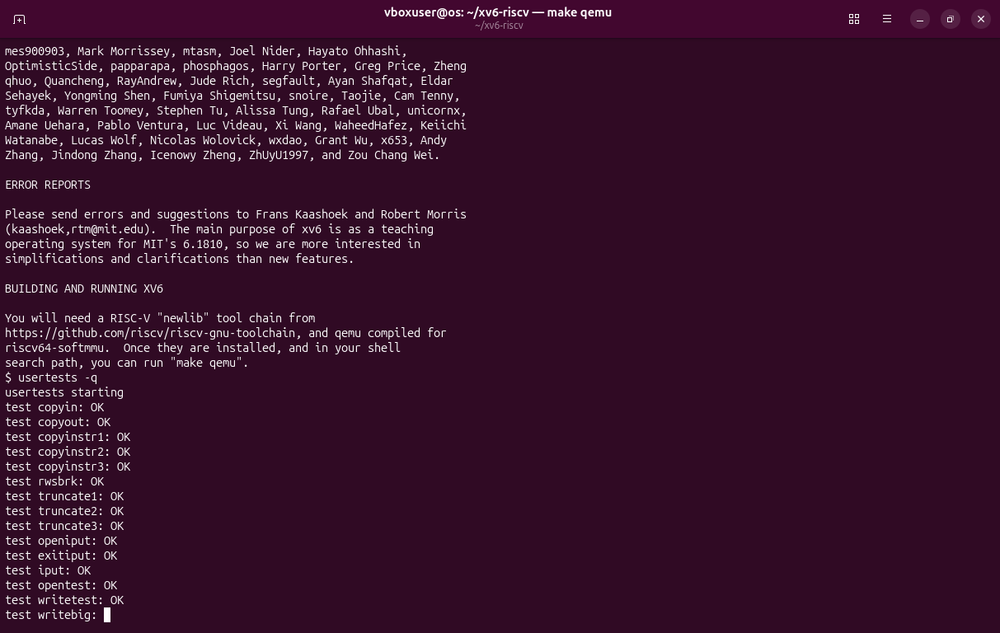 vboxuser@os: ~/xv6-riscv — make qemu
~/xv6-riscv
mes900903, Mark Morrissey, mtasm, Joel Nider, Hayato Ohhashi,
OptimisticSide, papparapa, phosphagos, Harry Porter, Greg Price, Zheng
qhuo, Quancheng, RayAndrew, Jude Rich, segfault, Ayan Shafqat, Eldar
Sehayek, Yongming Shen, Fumiya Shigemitsu, snoire, Taojie, Cam Tenny,
tyfkda, Warren Toomey, Stephen Tu, Alissa Tung, Rafael Ubal, unicornx,
Amane Uehara, Pablo Ventura, Luc Videau, Xi Wang, WaheedHafez, Keiichi
Watanabe, Lucas Wolf, Nicolas Wolovick, wxdao, Grant Wu, x653, Andy
Zhang, Jindong Zhang, Icenowy Zheng, ZhUyU1997, and Zou Chang Wei.
ERROR REPORTS
Please send errors and suggestions to Frans Kaashoek and Robert Morris
(kaashoek,rtm@mit.edu).  The main purpose of xv6 is as a teaching
operating system for MIT's 6.1810, so we are more interested in
simplifications and clarifications than new features.
BUILDING AND RUNNING XV6
You will need a RISC-V "newlib" tool chain from
https://github.com/riscv/riscv-gnu-toolchain, and qemu compiled for
riscv64-softmmu.  Once they are installed, and in your shell
search path, you can run "make qemu".
$ usertests -q
usertests starting
test copyin: OK
test copyout: OK
test copyinstr1: OK
test copyinstr2: OK
test copyinstr3: OK
test rwsbrk: OK
test truncate1: OK
test truncate2: OK
test truncate3: OK
test openiput: OK
test exitiput: OK
test iput: OK
test opentest: OK
test writetest: OK
test writebig: